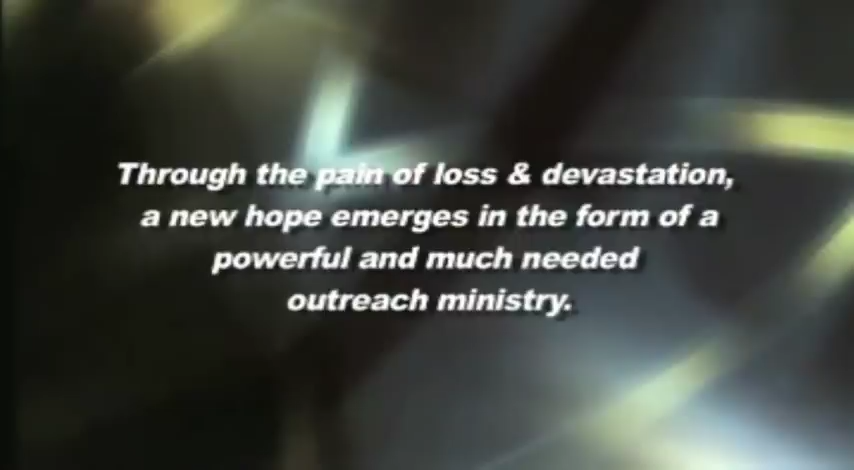 Through the pain of loss & devastation,
a new hope emerges in the form of a
powerful and much needed
outreach ministry.